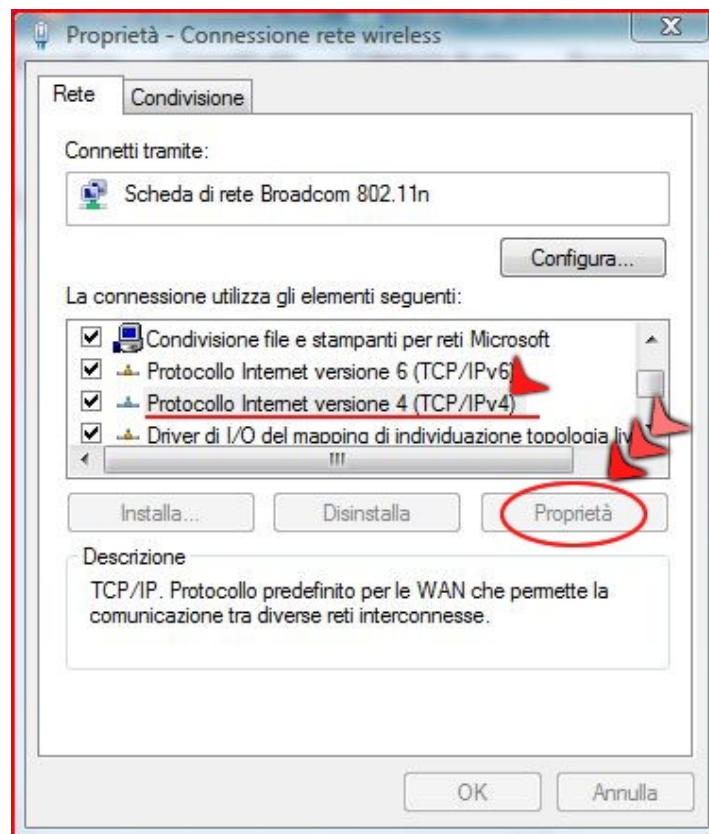 Proprietà - Connessione rete wireless
Rete
Condivisione
Connetti tramite:
Scheda di rete Broadcom 802.11n
Configura...
La connessione utilizza gli elementi seguenti:
Condivisione file e stampanti per reti Microsoft
Protocollo Internet versione 6 (TCP/IPv6)
Protocollo Internet versione 4 (TCP/IPv4)
Driver di I/O del mapping di individuazione topologia liv
Installa...
Disinstalla
Proprietà
Descrizione
TCP/IP. Protocollo predefinito per le WAN che permette la
comunicazione tra diverse reti interconnesse.
OK
Annulla